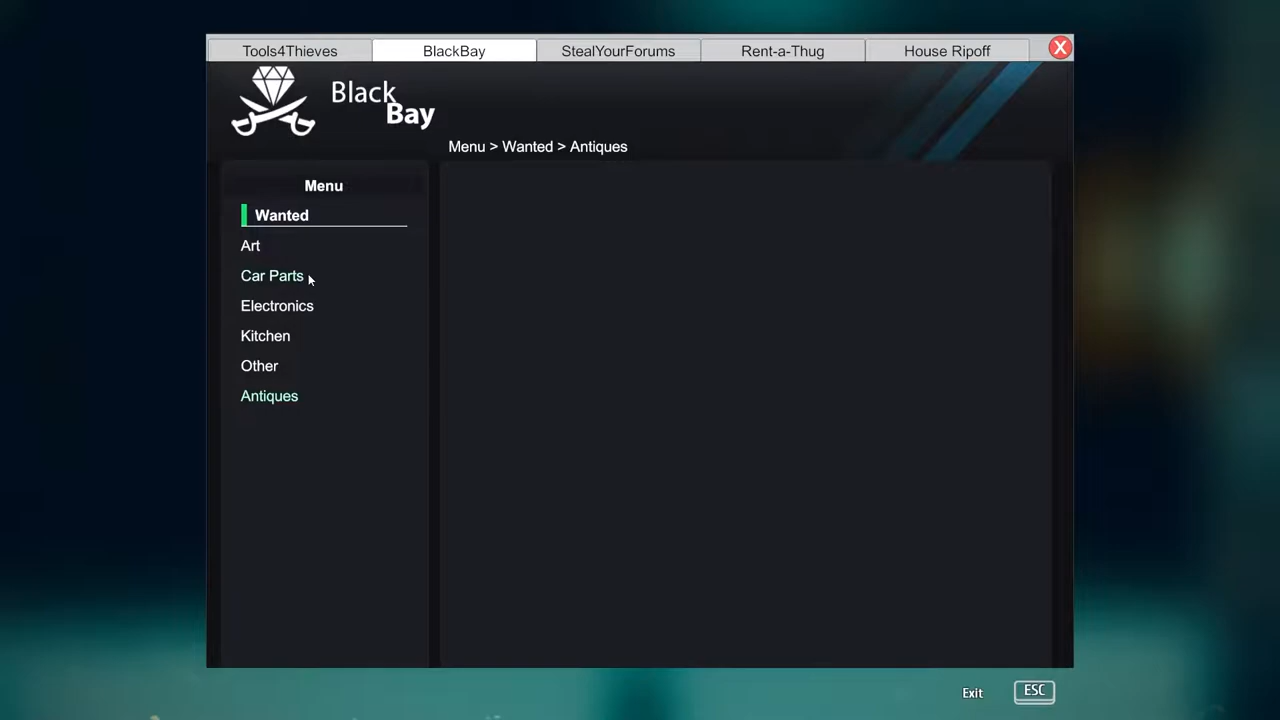 Tools4Thieves
BlackBay
StealYourForums
Rent-a-Thug
House Ripoff
X
Black
Bay
Menu > Wanted > Antiques
Menu
Wanted
Art
Car Parts
Electronics
Kitchen
Other
Antiques
Exit
ESC